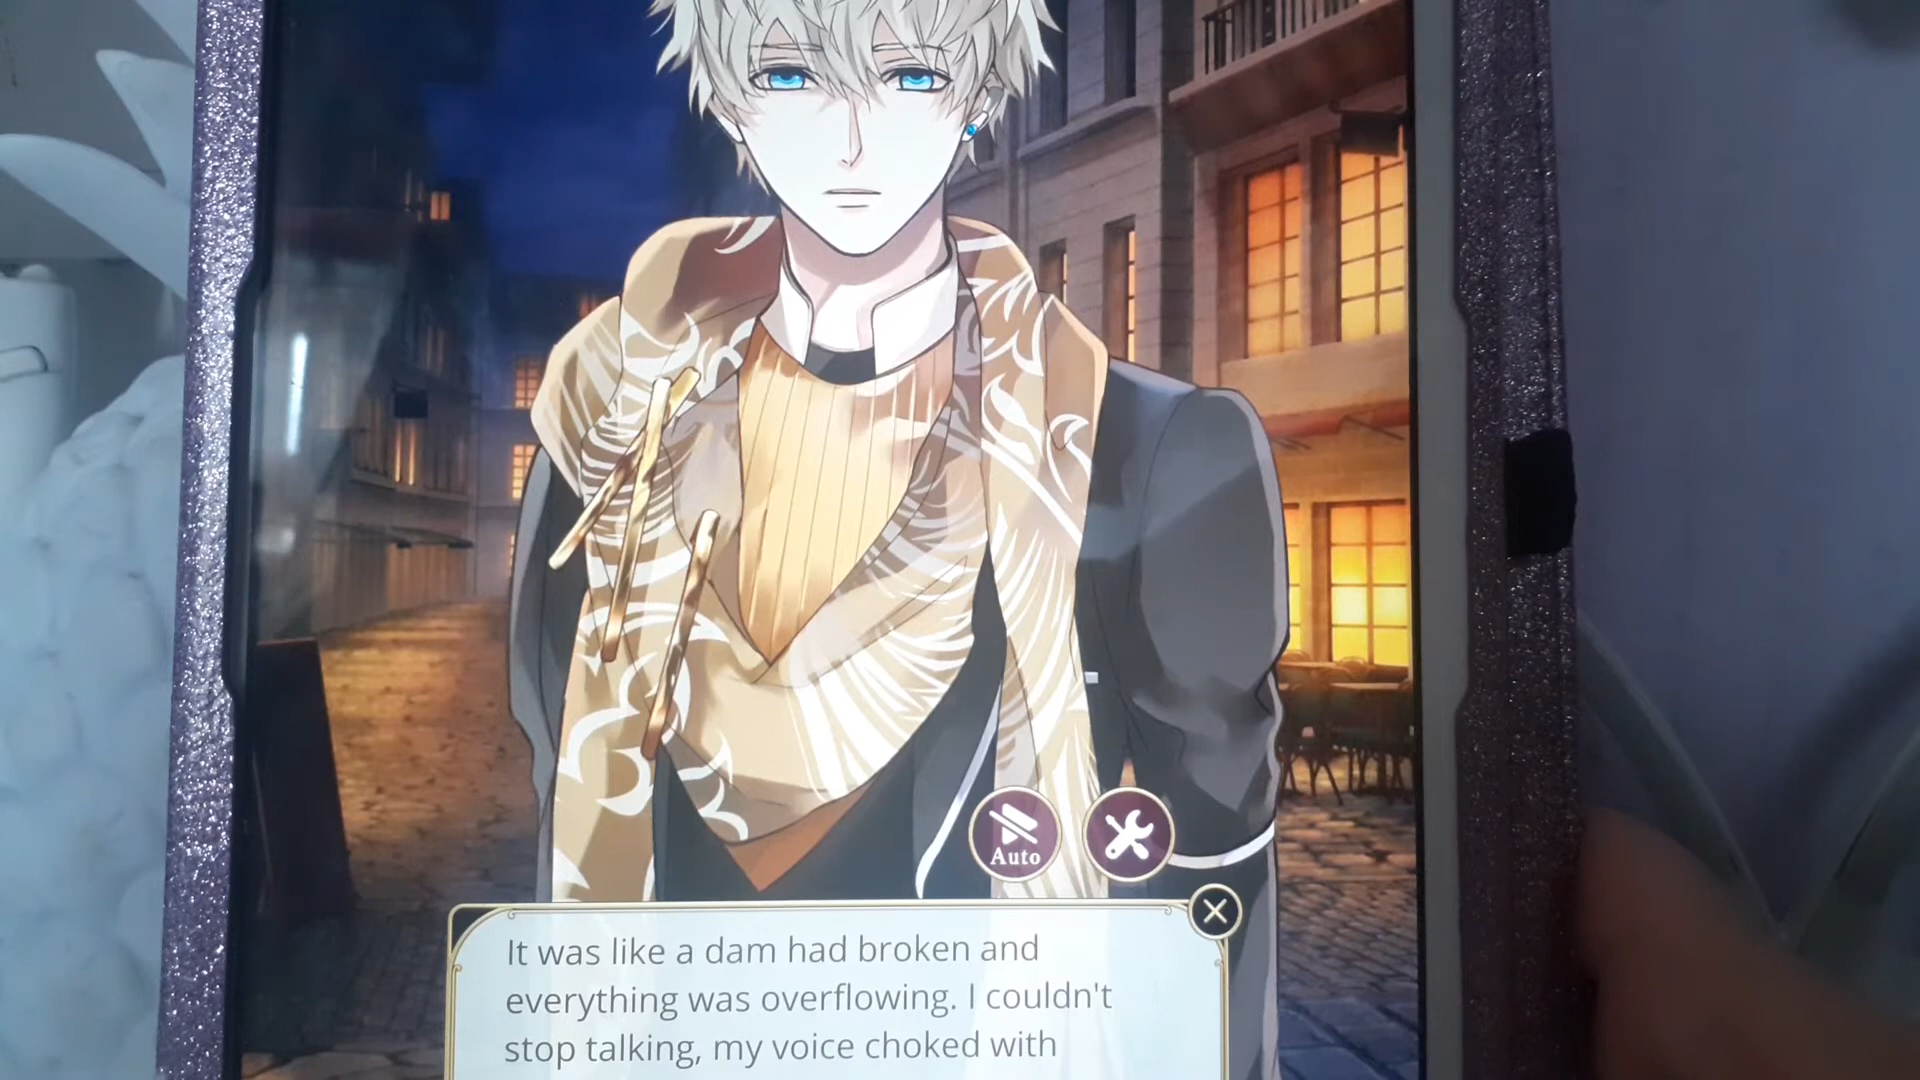 Auto
It was like a dam had broken and
everything was overflowing. I couldn't
stop talking, my voice choked with